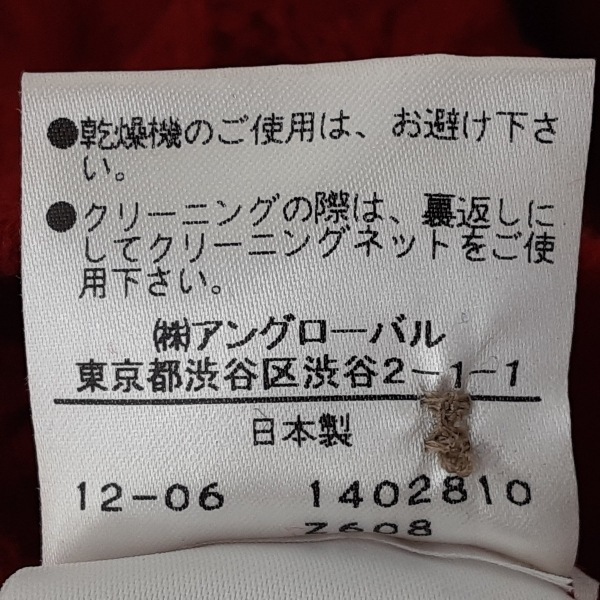 ●乾燥機のご使用は、お避け下さ
い。
●クリーニングの際は、裏返しに
してクリーニングネットをご使
用下さい。
㈱アングローバル
東京都渋谷区渋谷2-1-1
日本製
12-06 1402810
Z608